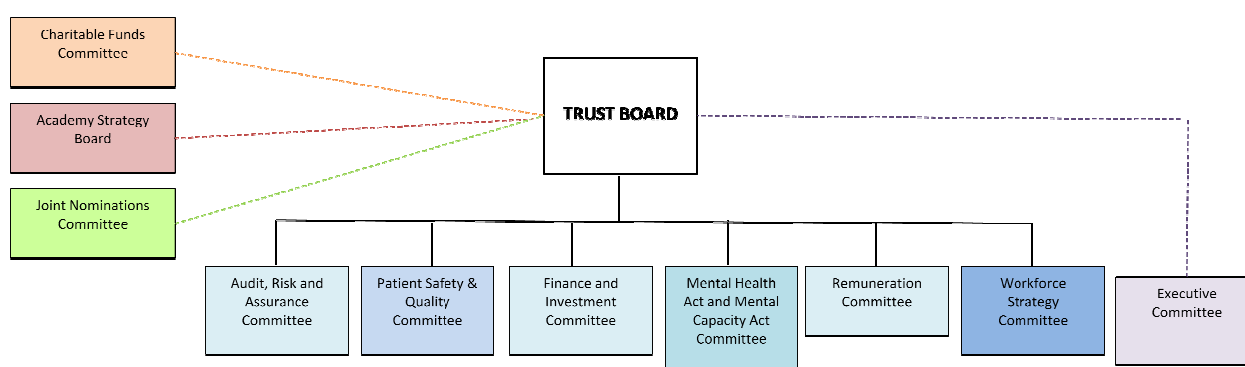 Charitable Funds
Committee
Academy Strategy
Board
Joint Nominations
Committee
TRUST BOARD
Audit, Risk and
Assurance
Committee
Patient Safety &
Quality
Committee
Finance and
Investment
Committee
Mental Health
Act and Mental
Capacity Act
Committee
Remuneration
Committee
Workforce
Strategy
Committee
Executive
Committee